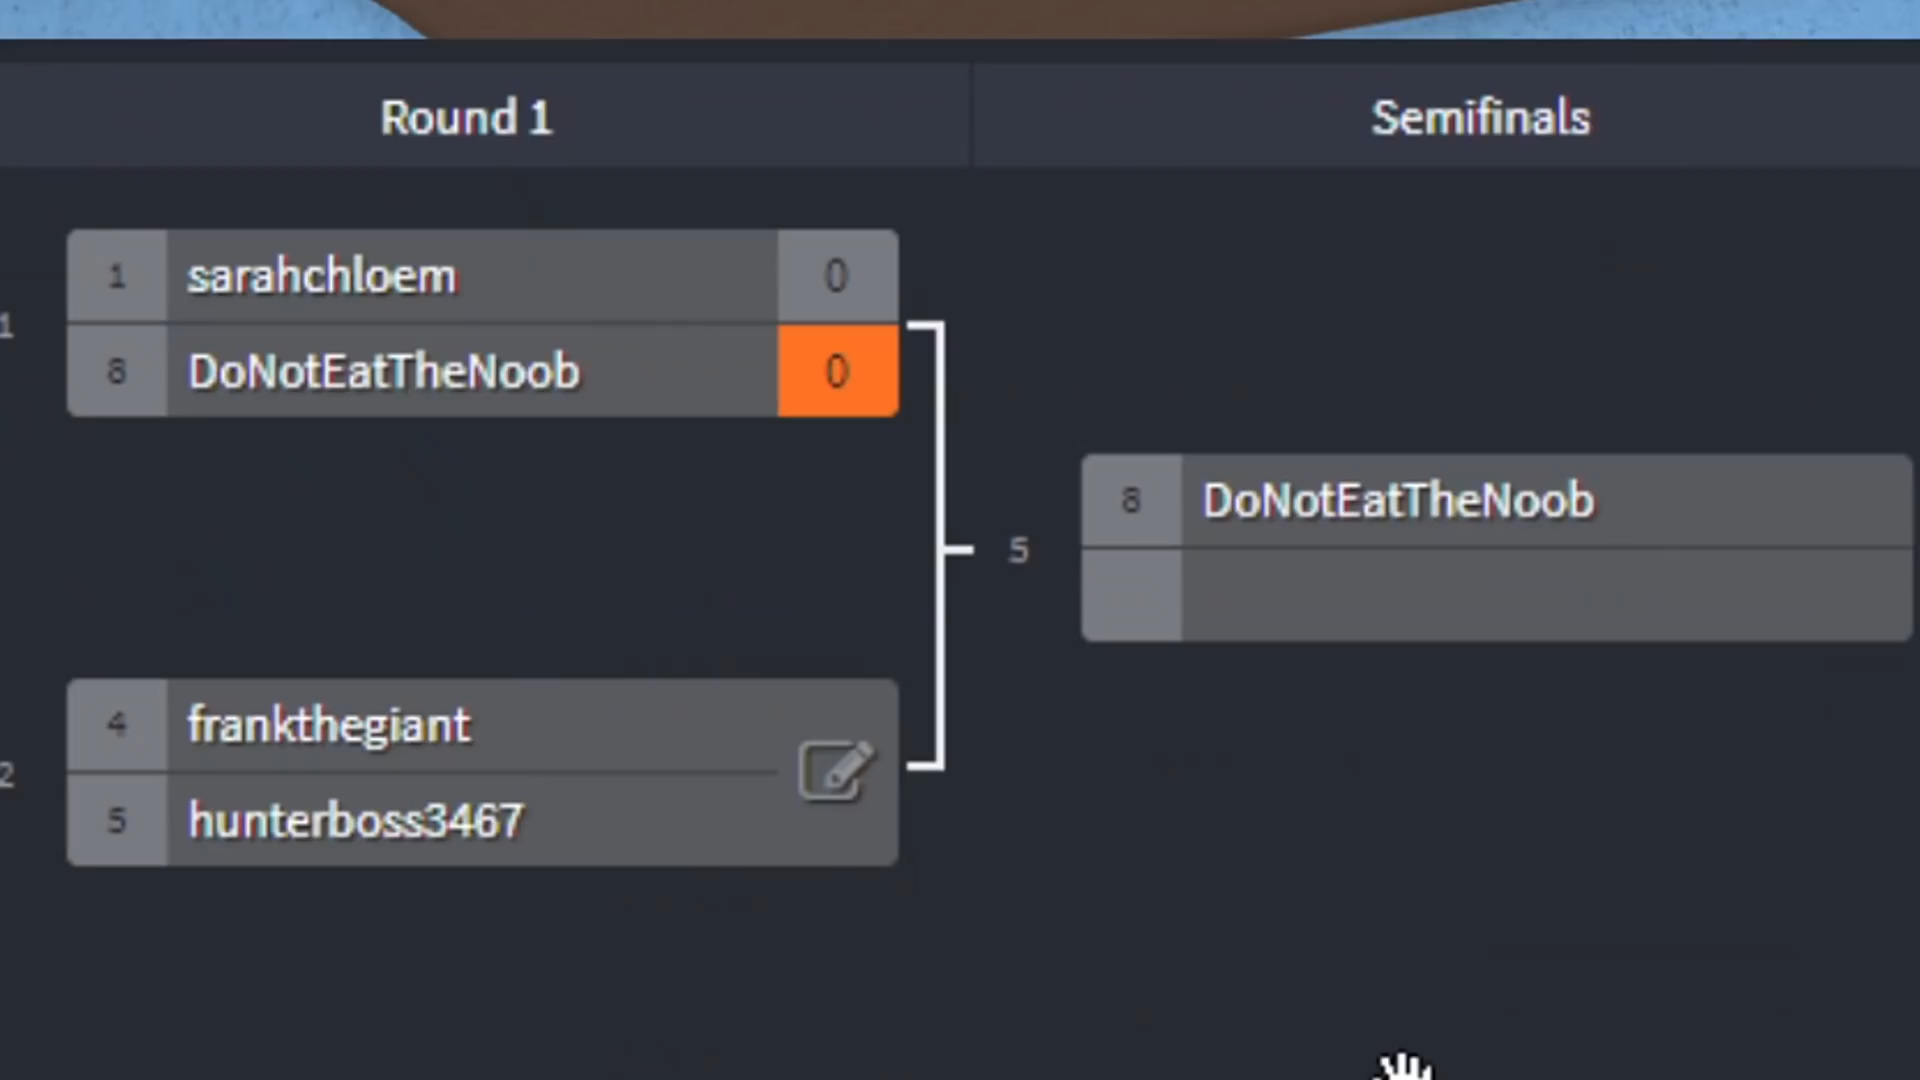 Round 1
Semifinals
1
1 sarahchloem 0
8 DoNotEatTheNoob 0
5
8 DoNotEatTheNoob
2
4 frankthegiant
5 hunterboss3467